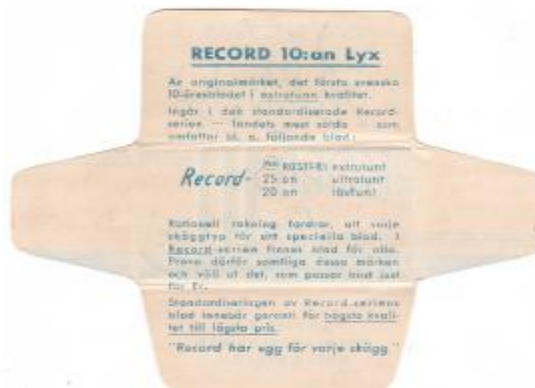 RECORD 10:an Lyx
Är originalmärket, det första svenska
10-öresbladet i extratunn kvalitet.
Ingår i den standardiserade Record-
serien — landets mest sålda — som
omfattar bl. a. följande blad:
Record- ROSTFRI extratunt
25 an ultratunt
20 an lövtunt
Rationell rakning fordrar, att varje
skäggtyp får sitt speciella blad. I
Record-serien finnes blad för alla.
Prova därför samtliga dessa märken
och välj ut det, som passar bäst just
för Er.
Standardiseringen av Record-seriens
blad innebär garanti för högsta kvali-
tet till lägsta pris.
"Record har egg för varje skägg"